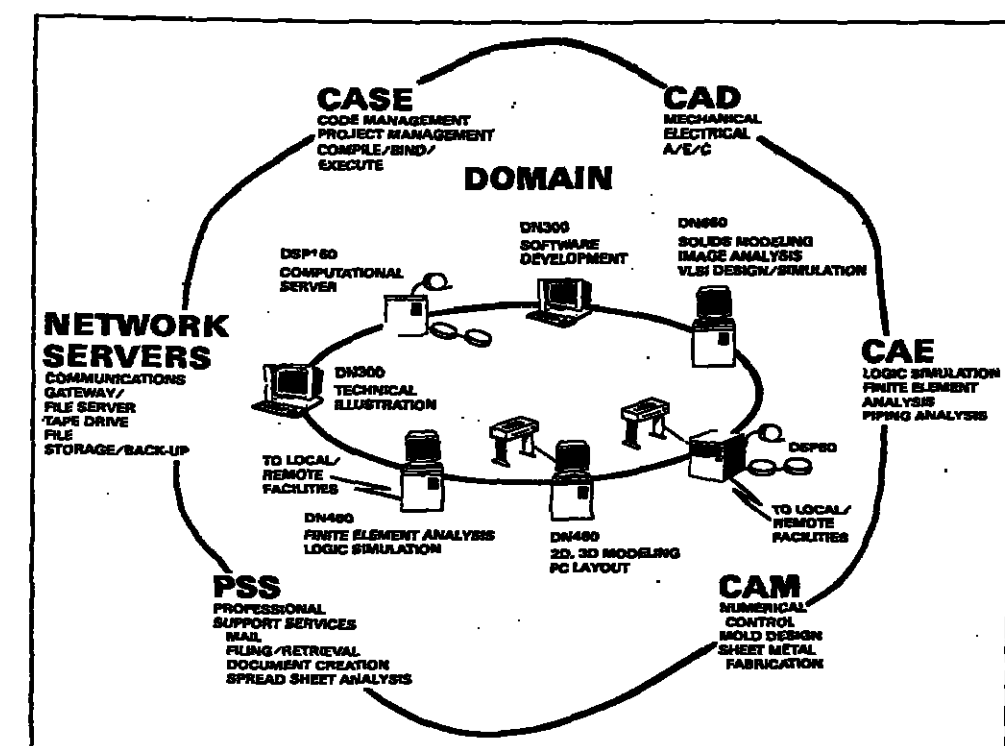 CASE
CODE MANAGEMENT
PROJECT MANAGEMENT
COMPILE/BIND/
EXECUTE
CAD
MECHANICAL
ELECTRICAL
A/E/C
DOMAIN
DSP160
COMPUTATIONAL
SERVER
DN300
SOFTWARE
DEVELOPMENT
DN660
SOLIDS MODELING
IMAGE ANALYSIS
VLSI DESIGN/SIMULATION
NETWORK
SERVERS
COMMUNICATIONS
GATEWAY/
FILE SERVER
TAPE DRIVE
FILE
STORAGE/BACK-UP
DN300
TECHNICAL
ILLUSTRATION
CAE
LOGIC SIMULATION
FINITE ELEMENT
ANALYSIS
PIPING ANALYSIS
TO LOCAL/
REMOTE
FACILITIES
DN460
FINITE ELEMENT ANALYSIS
LOGIC SIMULATION
DN460
2D, 3D MODELING
PC LAYOUT
DSP80
TO LOCAL/
REMOTE
FACILITIES
PSS
PROFESSIONAL
SUPPORT SERVICES
MAIL
FILING/RETRIEVAL
DOCUMENT CREATION
SPREAD SHEET ANALYSIS
CAM
NUMERICAL
CONTROL
MOLD DESIGN
SHEET METAL
FABRICATION